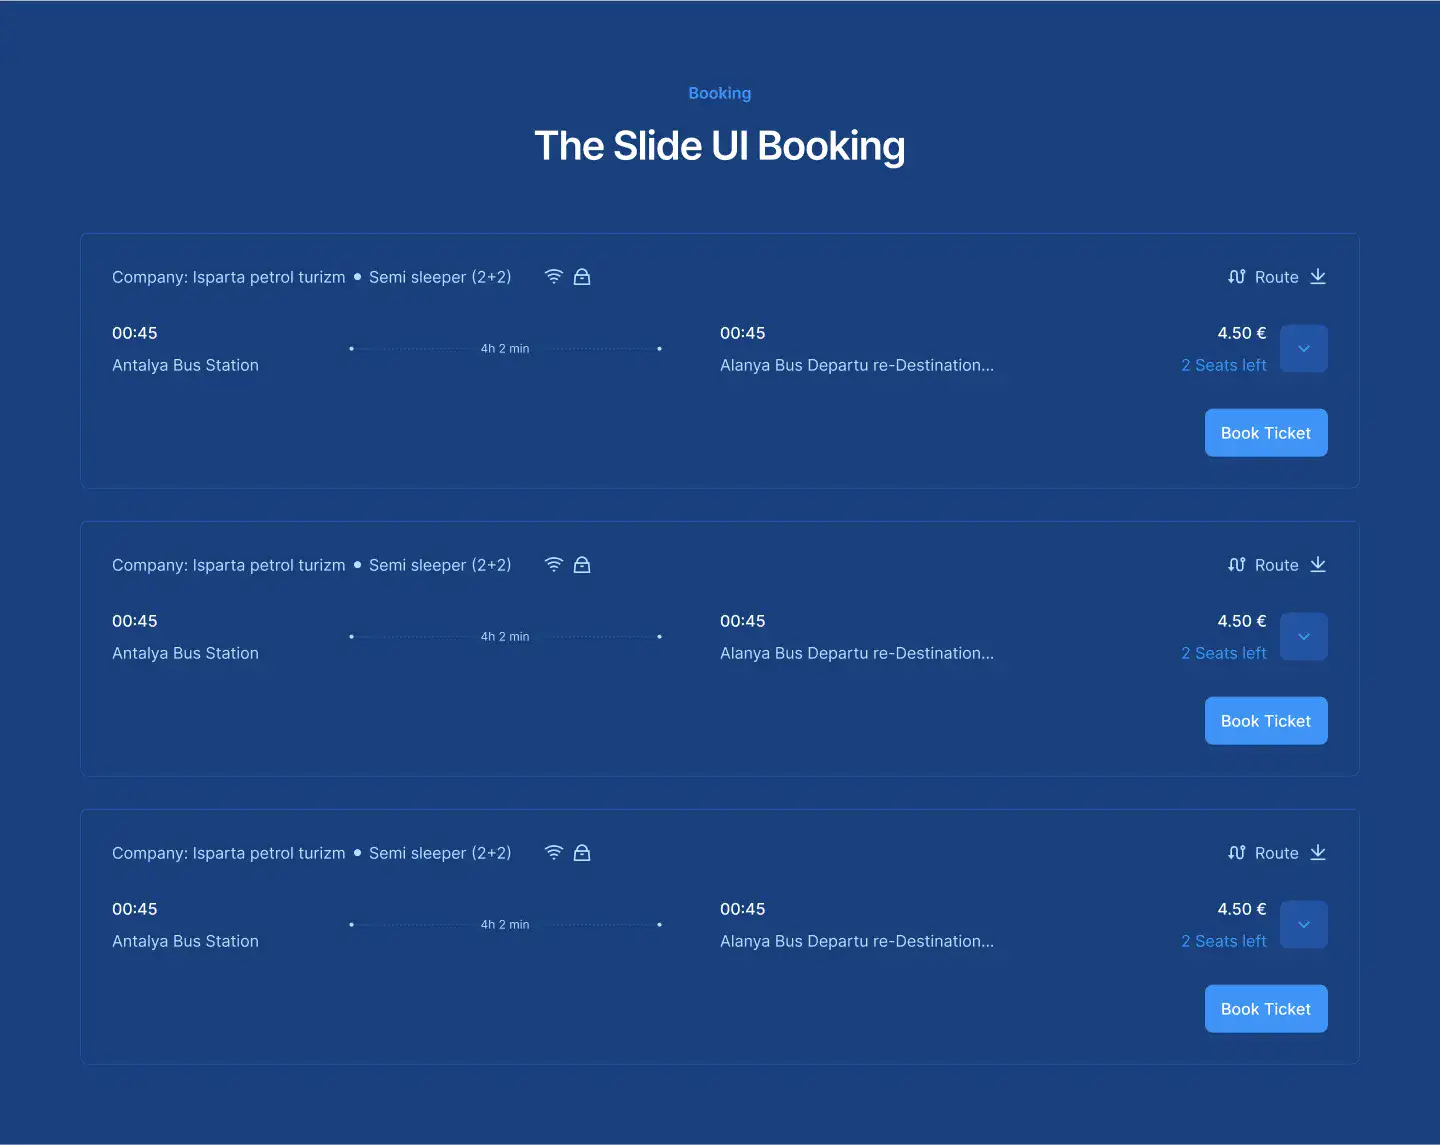 Booking
The Slide UI Booking
Company: Isparta petrol turizm • Semi sleeper (2+2)
Route
00:45
4h 2 min
00:45
4.50 €
Antalya Bus Station
Alanya Bus Departu re-Destination...
2 Seats left
Book Ticket
Company: Isparta petrol turizm • Semi sleeper (2+2)
Route
00:45
4h 2 min
00:45
4.50 €
Antalya Bus Station
Alanya Bus Departu re-Destination...
2 Seats left
Book Ticket
Company: Isparta petrol turizm • Semi sleeper (2+2)
Route
00:45
4h 2 min
00:45
4.50 €
Antalya Bus Station
Alanya Bus Departu re-Destination...
2 Seats left
Book Ticket